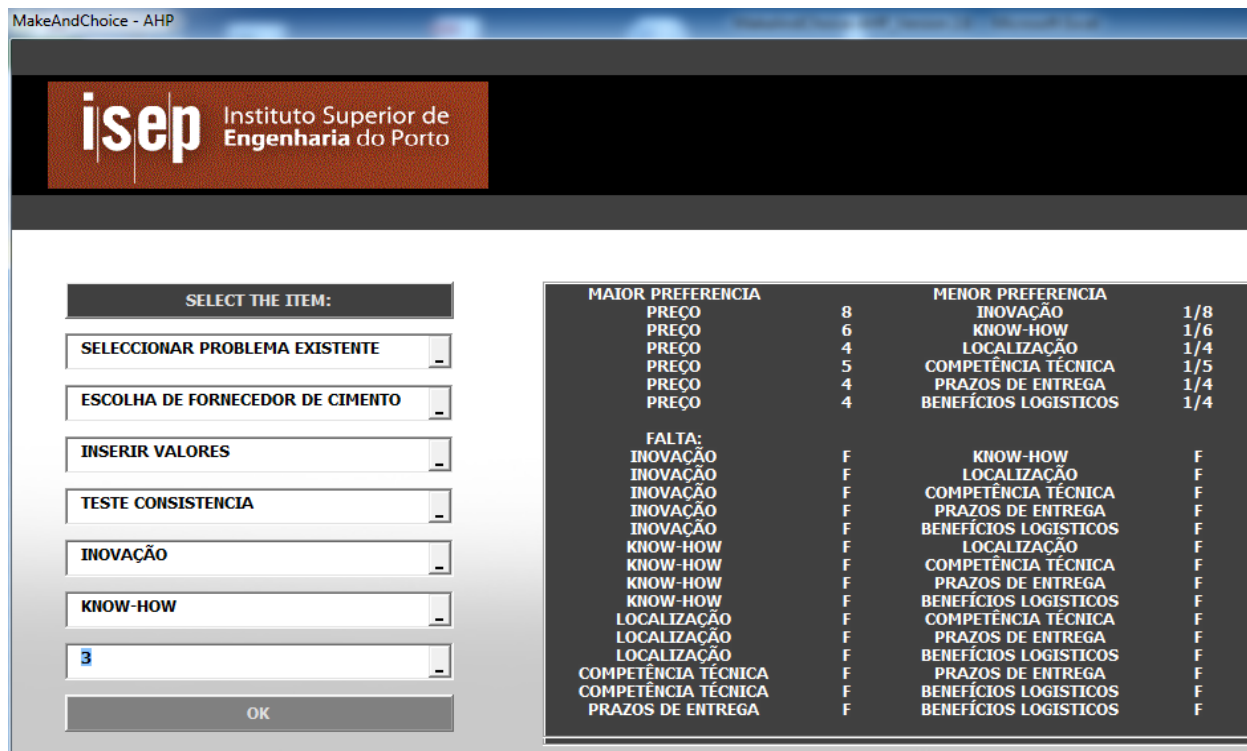 MakeAndChoice - AHP
isep Instituto Superior de
Engenharia do Porto
SELECT THE ITEM:
SELECCIONAR PROBLEMA EXISTENTE
ESCOLHA DE FORNECEDOR DE CIMENTO
INSERIR VALORES
TESTE CONSISTENCIA
INOVAÇÃO
KNOW-HOW
3
OK
MAIOR PREFERENCIA MENOR PREFERENCIA
PREÇO 8 INOVAÇÃO 1/8
PREÇO 6 KNOW-HOW 1/6
PREÇO 4 LOCALIZAÇÃO 1/4
PREÇO 5 COMPETÊNCIA TÉCNICA 1/5
PREÇO 4 PRAZOS DE ENTREGA 1/4
PREÇO 4 BENEFÍCIOS LOGISTICOS 1/4
FALTA:
INOVAÇÃO F KNOW-HOW F
INOVAÇÃO F LOCALIZAÇÃO F
INOVAÇÃO F COMPETÊNCIA TÉCNICA F
INOVAÇÃO F PRAZOS DE ENTREGA F
INOVAÇÃO F BENEFÍCIOS LOGISTICOS F
KNOW-HOW F LOCALIZAÇÃO F
KNOW-HOW F COMPETÊNCIA TÉCNICA F
KNOW-HOW F PRAZOS DE ENTREGA F
KNOW-HOW F BENEFÍCIOS LOGISTICOS F
LOCALIZAÇÃO F COMPETÊNCIA TÉCNICA F
LOCALIZAÇÃO F PRAZOS DE ENTREGA F
LOCALIZAÇÃO F BENEFÍCIOS LOGISTICOS F
COMPETÊNCIA TÉCNICA F PRAZOS DE ENTREGA F
COMPETÊNCIA TÉCNICA F BENEFÍCIOS LOGISTICOS F
PRAZOS DE ENTREGA F BENEFÍCIOS LOGISTICOS F